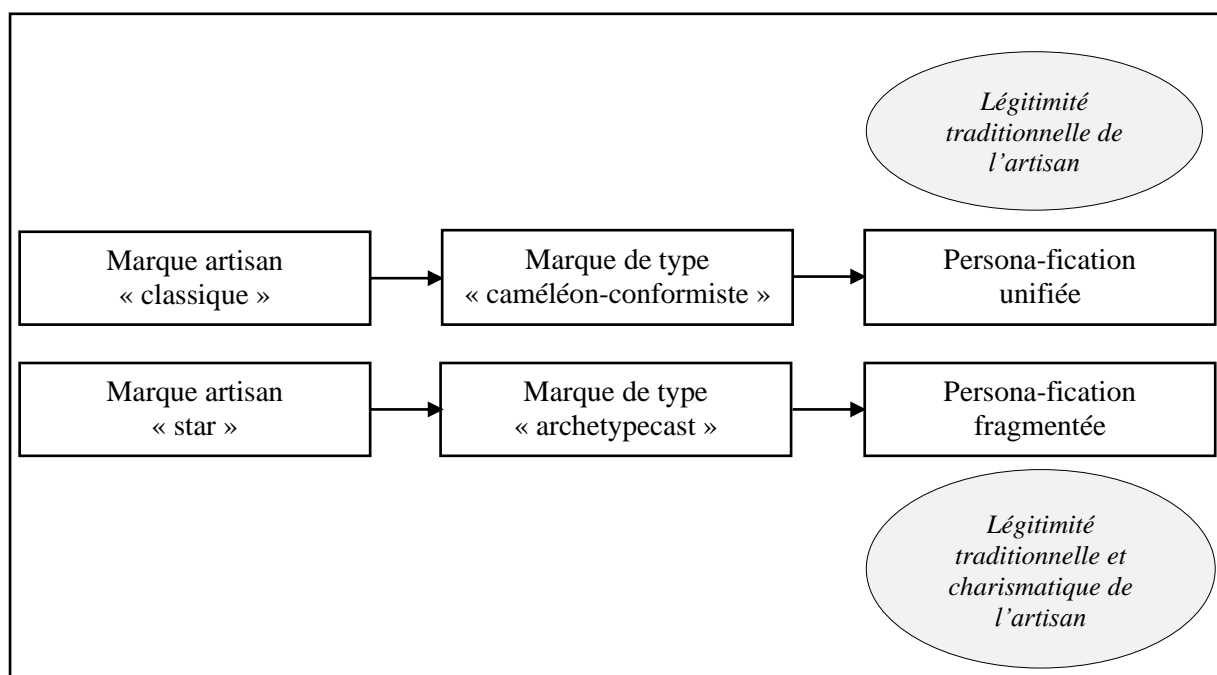 Légitimité
traditionnelle de
l’artisan
Marque artisan
« classique »
Marque de type
« caméléon-conformiste »
Persona-fication
unifiée
Marque artisan
« star »
Marque de type
« archetypecast »
Persona-fication
fragmentée
Légitimité
traditionnelle et
charismatique de
l’artisan